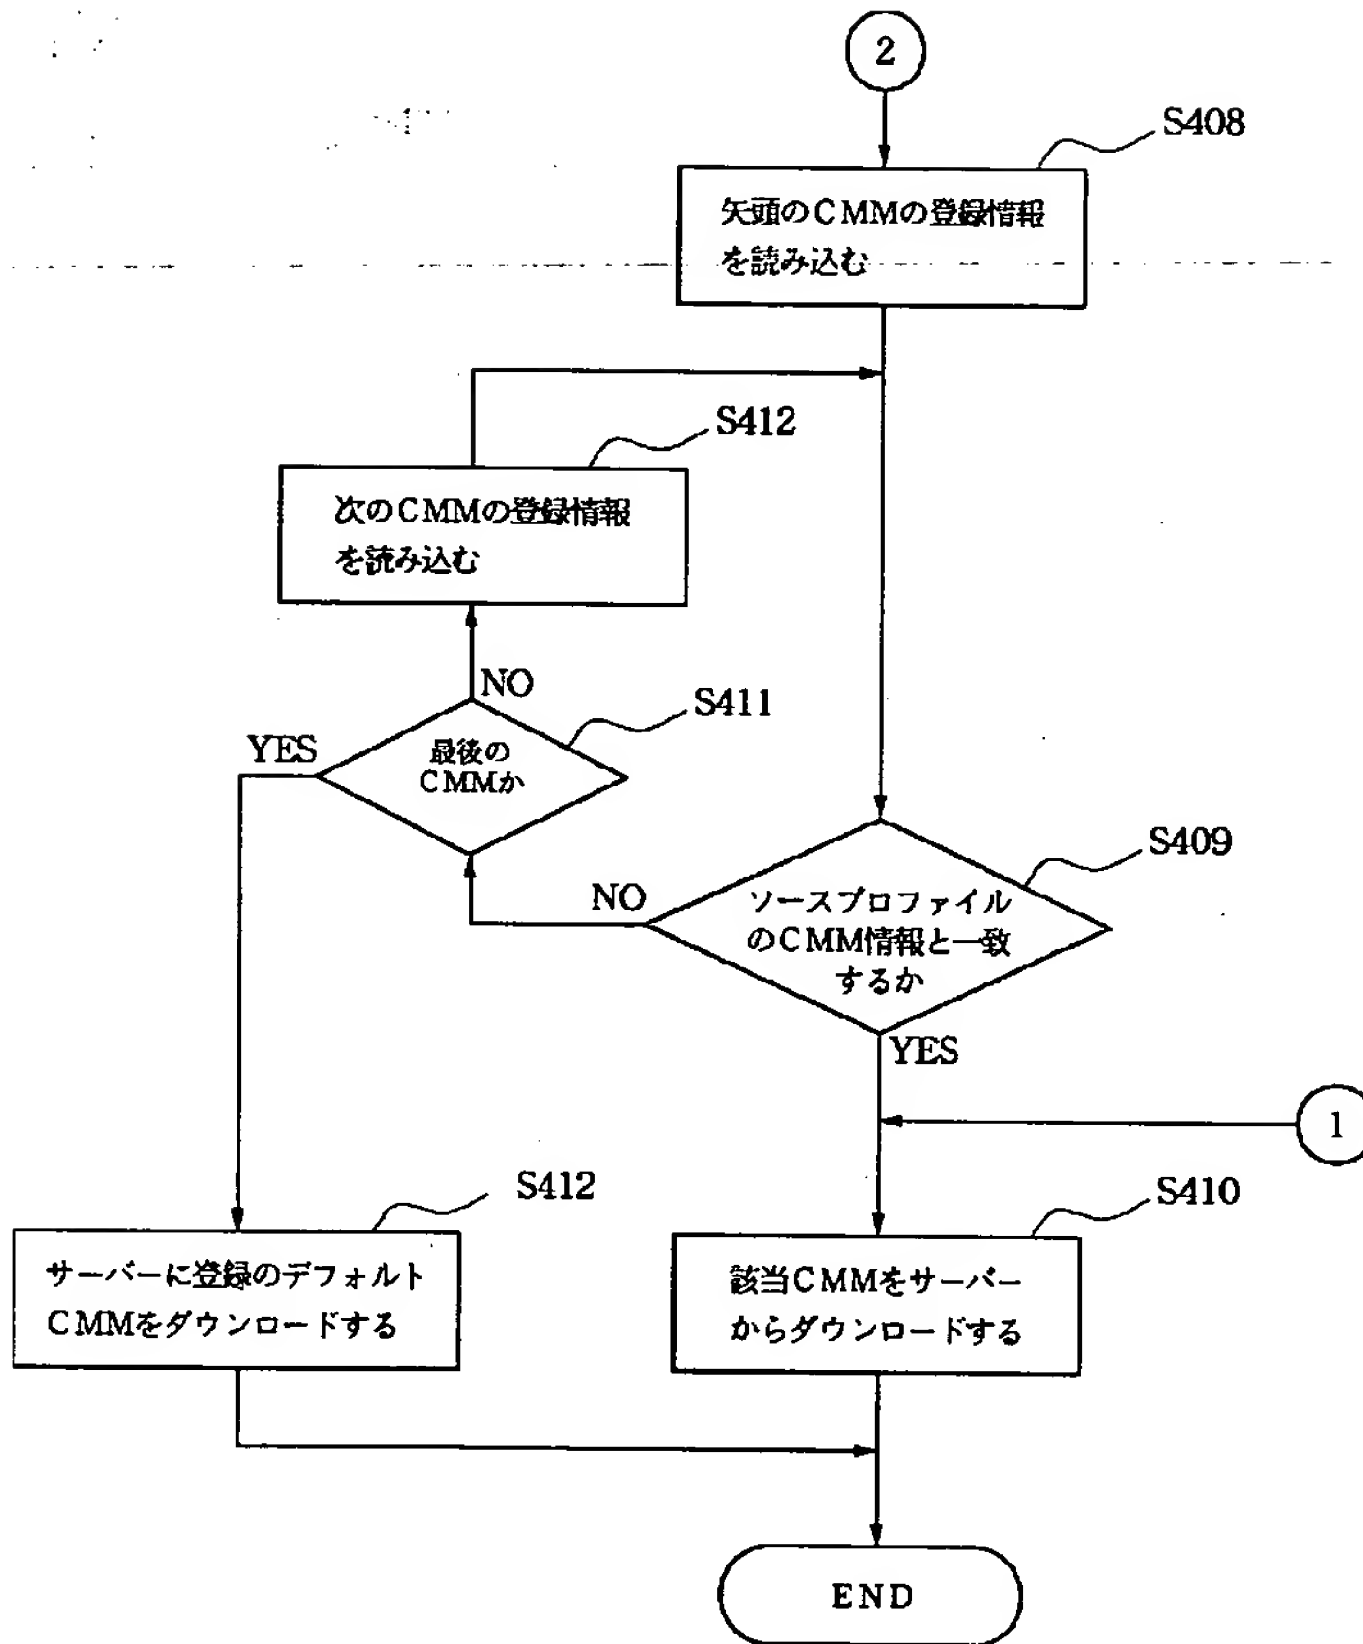 2
S408
矢頭のCMMの登録情報
を読み込む
S412
次のCMMの登録情報
を読み込む
NO
S411
YES
最後の
CMMか
S409
NO
ソースプロファイル
のCMM情報と一致
するか
YES
1
S412
S410
サーバーに登録のデフォルト
CMMをダウンロードする
該当CMMをサーバー
からダウンロードする
END